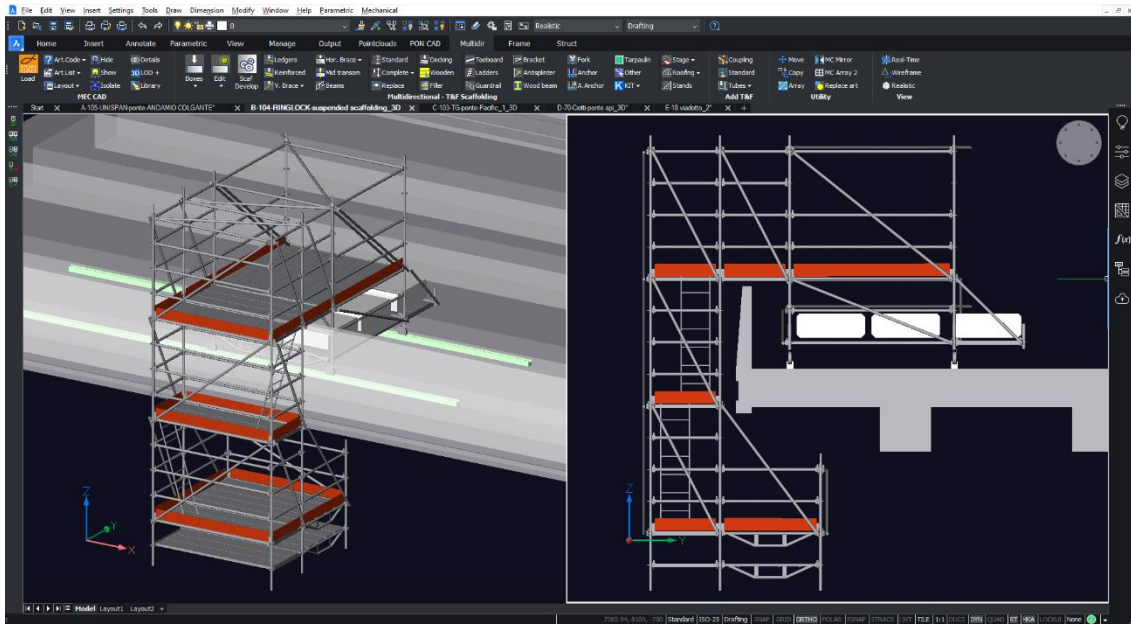 File Edit View Insert Settings Tools Draw Dimension Modify Window Help Parametric Mechanical
0 Realistic Drafting
Home Insert Annotate Parametric View Manage Output Pointclouds PON CAD Multidir Frame Struct
Load Art.Code Hide Details Boxes Edit Scaf Develop Ledgers Hor. Brace Standard Decking Toeboard Bracket Fork Tarpaulin Stage Coupling Move MC Mirror Real-Time
Art.List Show LOD + Reinforced Mid transom Complete Wooden Ladders Antisplinter Anchor Other Roofing Standard Copy MC Array 2 Wireframe
Layout Isolate Library V. Brace Beams Replace Filler Guardrail Wood beam A.Anchor KIT Stands Tubes Array Replace art Realistic
MEC CAD Multidirectional - T&F Scaffolding Add T&F Utility View
Start A-105-UNISPAN-ponte-ANDAMIO COLGANTE* B-104-RINGLOCK-suspended scaffolding_3D C-103-TG-ponte-Pacific_1_3D D-70-Cietti-ponte api_3D* E-18 viadotto_2*
f(x)
Z
Y
X
Z
Y
Model Layout1 Layout2 +
Standard ISO-25 Drafting SNAP GRID ORTHO POLAR ESNAP STRACK LWT TILE 1:1 DUCS DYN QUAD RT HKA LOCKUI None